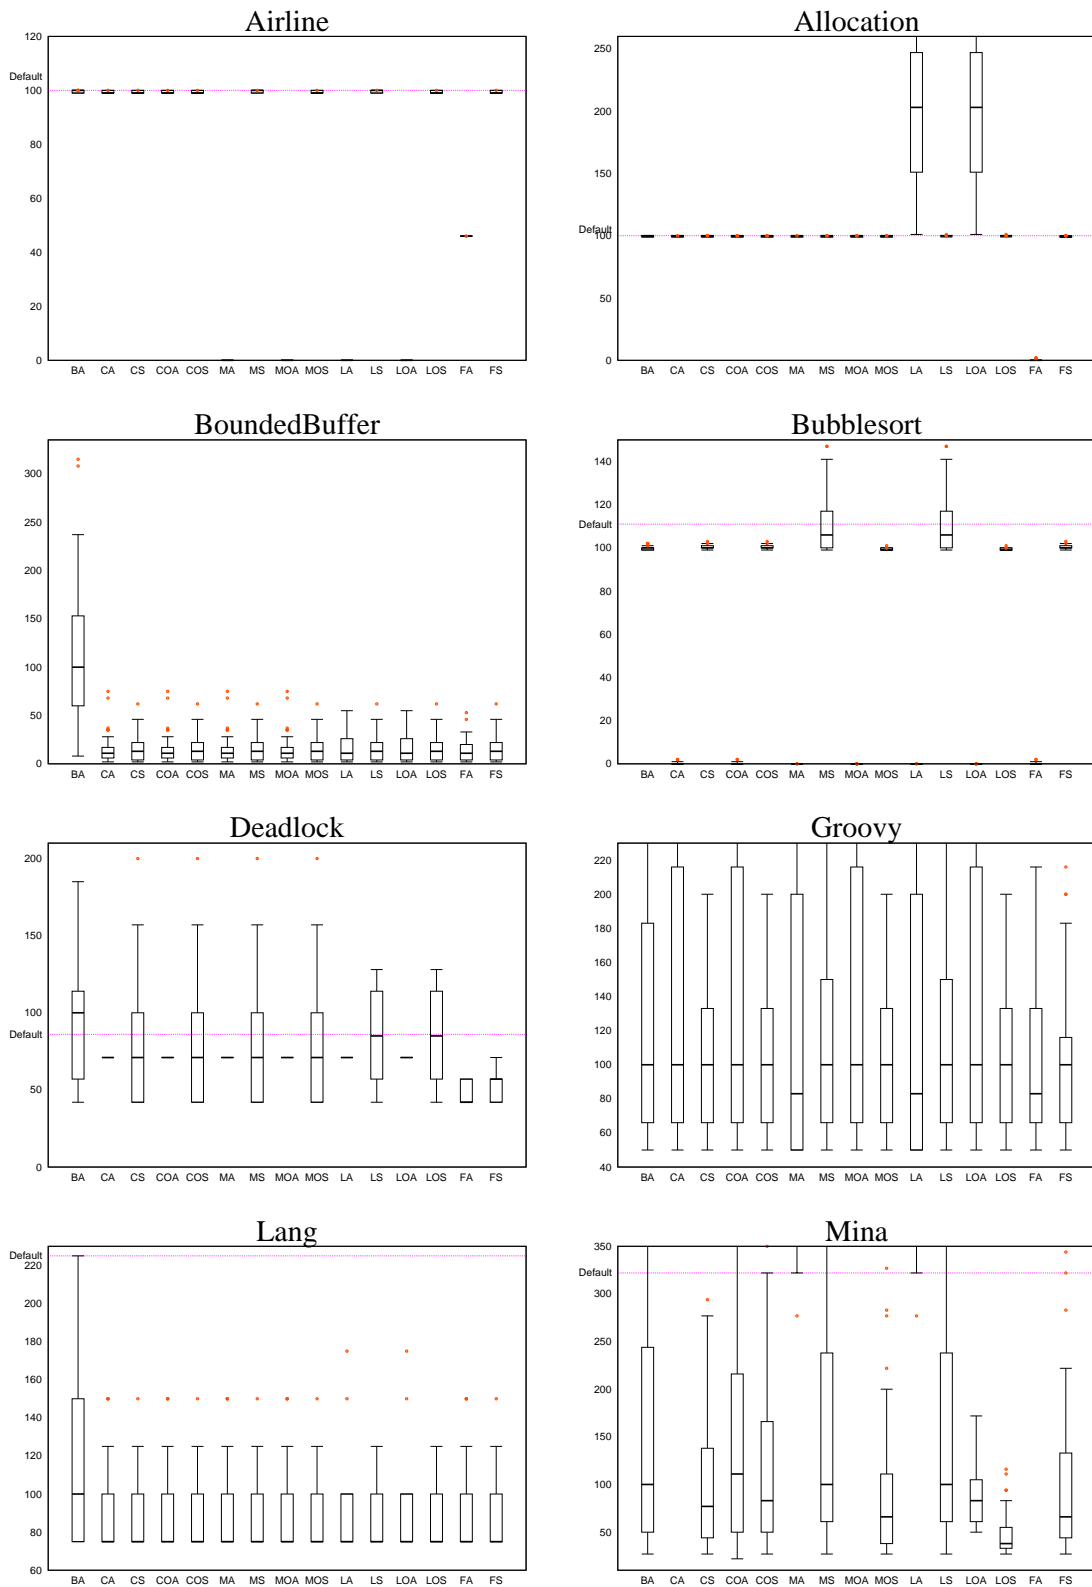 Airline
120
Default
100
80
60
40
20
0
BA CA CS COA COS MA MS MOA MOS LA LS LOA LOS FA FS
Allocation
250
200
150
Default
100
50
0
BA CA CS COA COS MA MS MOA MOS LA LS LOA LOS FA FS
BoundedBuffer
300
250
200
150
100
50
0
BA CA CS COA COS MA MS MOA MOS LA LS LOA LOS FA FS
Bubblesort
140
120
Default
100
80
60
40
20
0
BA CA CS COA COS MA MS MOA MOS LA LS LOA LOS FA FS
Deadlock
200
150
100
Default
50
0
BA CA CS COA COS MA MS MOA MOS LA LS LOA LOS FA FS
Groovy
220
200
180
160
140
120
100
80
60
40
BA CA CS COA COS MA MS MOA MOS LA LS LOA LOS FA FS
Lang
Default
220
200
180
160
140
120
100
80
60
BA CA CS COA COS MA MS MOA MOS LA LS LOA LOS FA FS
Mina
350
Default
300
250
200
150
100
50
BA CA CS COA COS MA MS MOA MOS LA LS LOA LOS FA FS